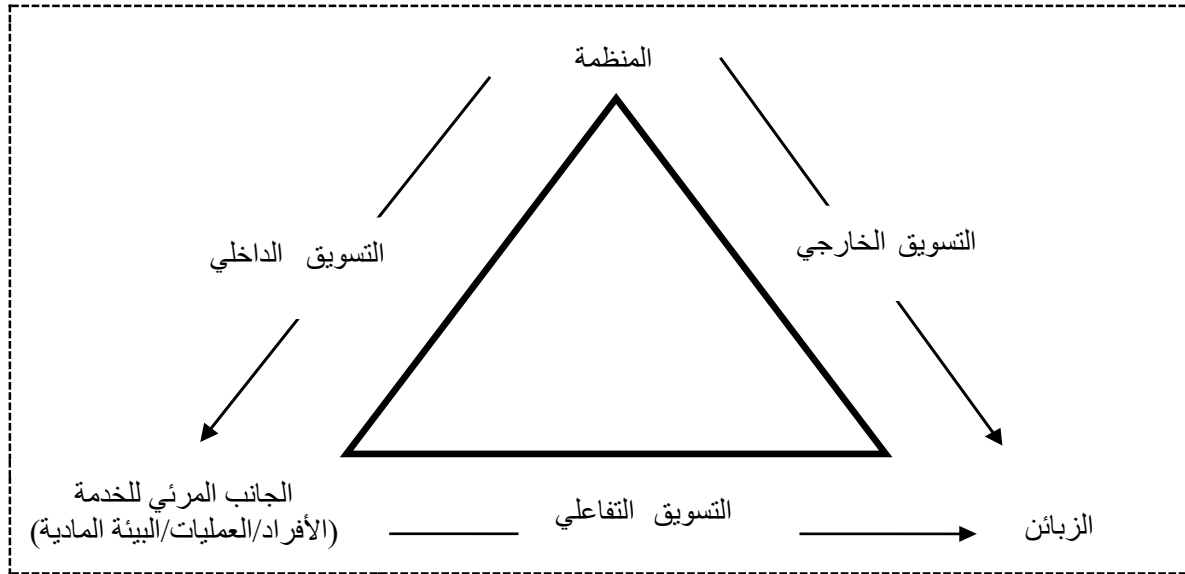 المنظمة
التسويق الخارجي
التسويق الداخلي
الجانب المرئي للخدمة
(الأفراد/العمليات/البيئة المادية)
التسويق التفاعلي
الزبائن